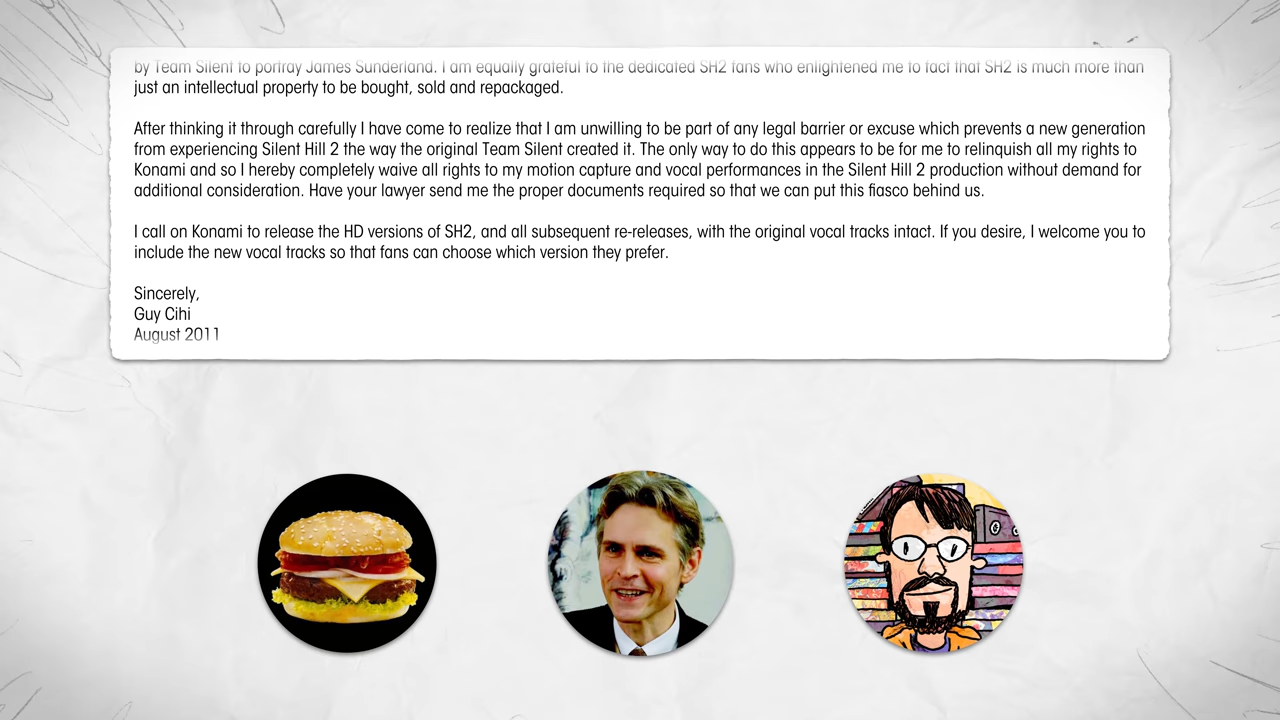 by Team Silent to portray James Sunderland. I am equally grateful to the dedicated SH2 fans who enlightened me to fact that SH2 is much more than
just an intellectual property to be bought, sold and repackaged.
After thinking it through carefully I have come to realize that I am unwilling to be part of any legal barrier or excuse which prevents a new generation
from experiencing Silent Hill 2 the way the original Team Silent created it. The only way to do this appears to be for me to relinquish all my rights to
Konami and so I hereby completely waive all rights to my motion capture and vocal performances in the Silent Hill 2 production without demand for
additional consideration. Have your lawyer send me the proper documents required so that we can put this fiasco behind us.
I call on Konami to release the HD versions of SH2, and all subsequent re-releases, with the original vocal tracks intact. If you desire, I welcome you to
include the new vocal tracks so that fans can choose which version they prefer.
Sincerely,
Guy Cihi
August 2011